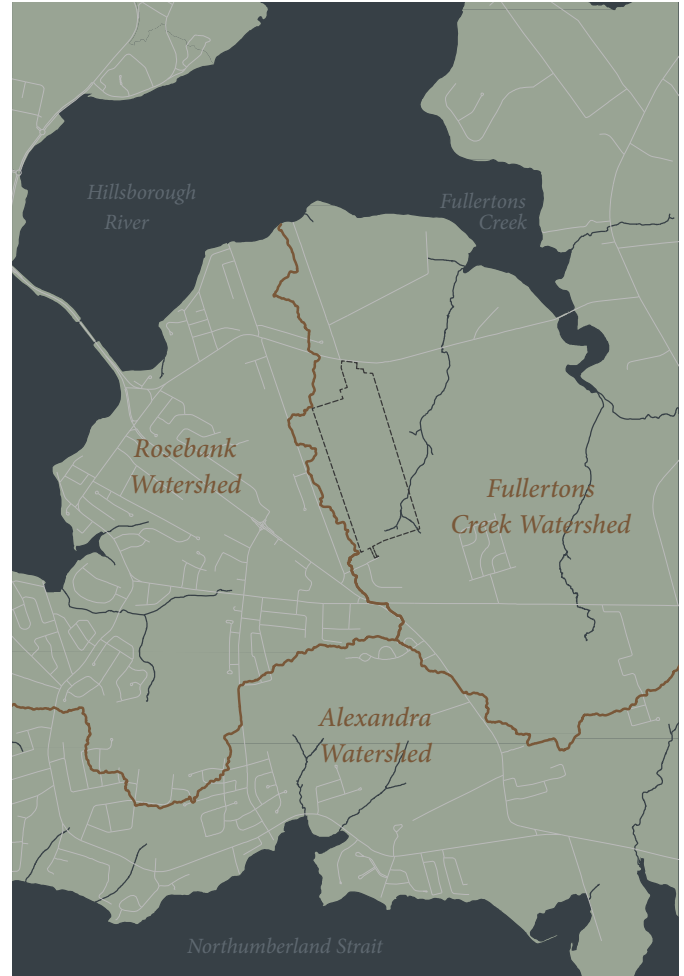 Hillsborough
River
Fullertons
Creek
Rosebank
Watershed
Fullertons
Creek Watershed
Alexandra
Watershed
Northumberland Strait